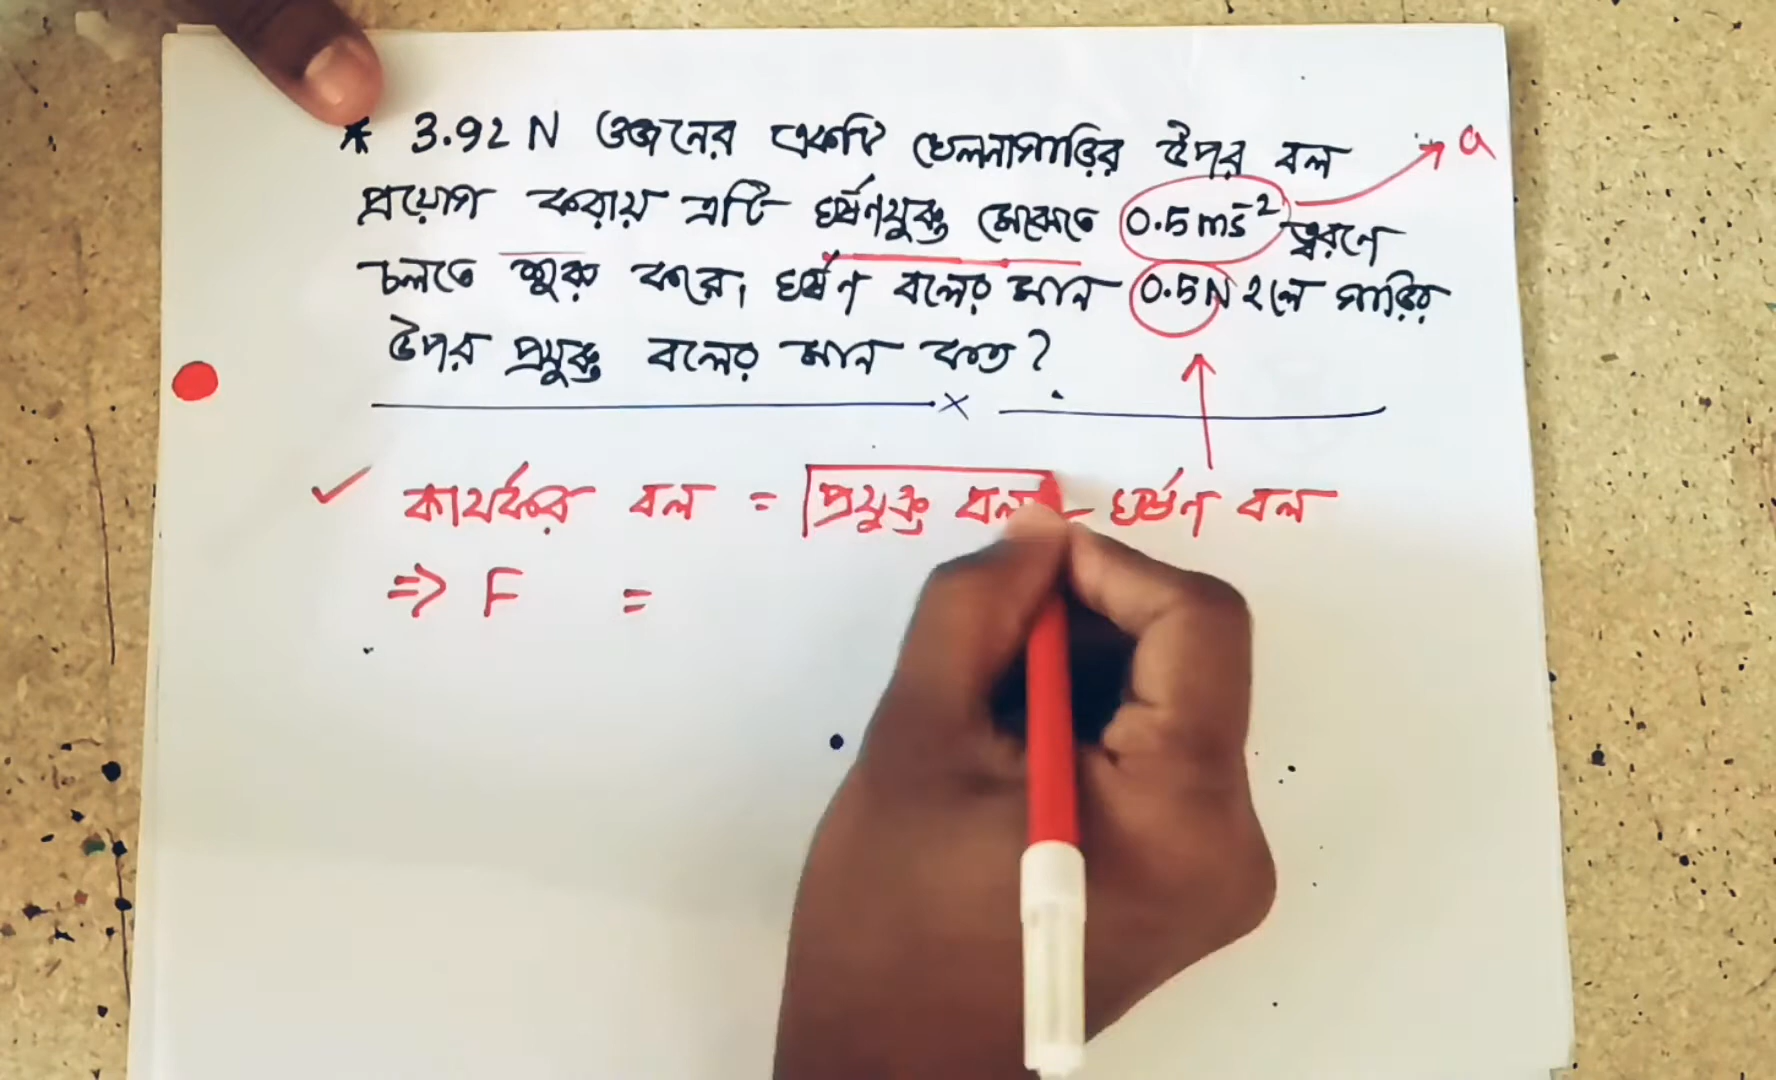 * 3.92 N ওজনের একটি খেলনাগাড়ির উপর বল
প্রয়োগ করায় এটি ঘর্ষণযুক্ত মেঝেতে 0.5 ms⁻² ত্বরণে
চলতে শুরু করে। ঘর্ষণ বলের মান 0.5N হলে গাড়ির
উপর প্রযুক্ত বলের মান কত?
a
x
✓ কার্যকর বল = প্রযুক্ত বল - ঘর্ষণ বল
=> F =